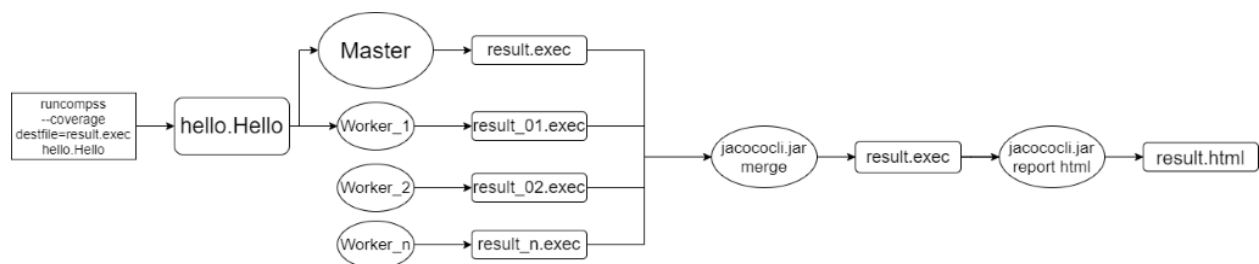 runcompss
--coverage
destfile=result.exec
hello.Hello
hello.Hello
Master
result.exec
Worker_1
result_01.exec
Worker_2
result_02.exec
Worker_n
result_n.exec
jacococli.jar
merge
result.exec
jacococli.jar
report html
result.html